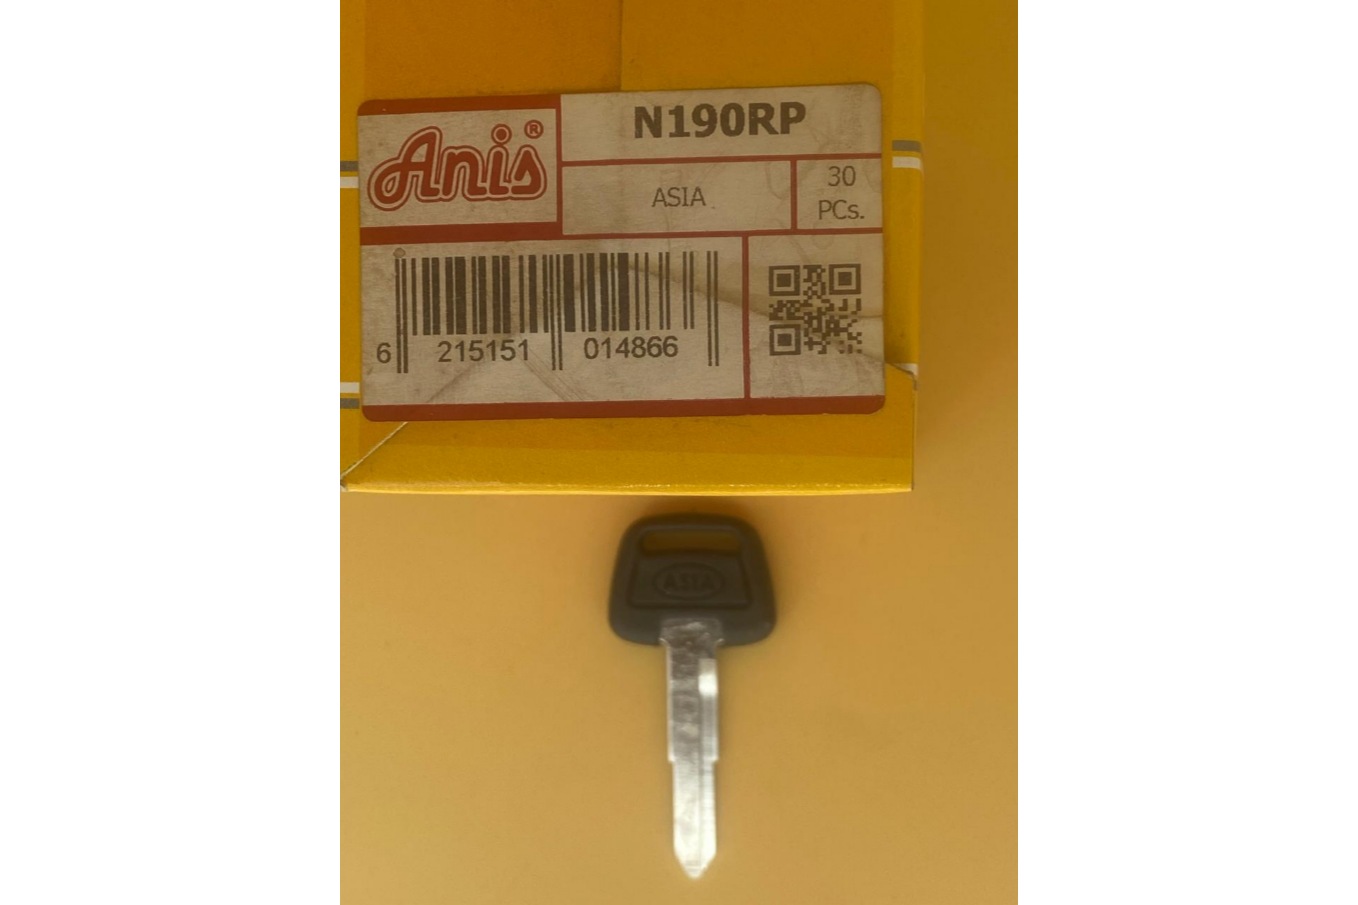 Anis®
N190RP
ASIA
30
PCs.
6 215151 014866
ASIA